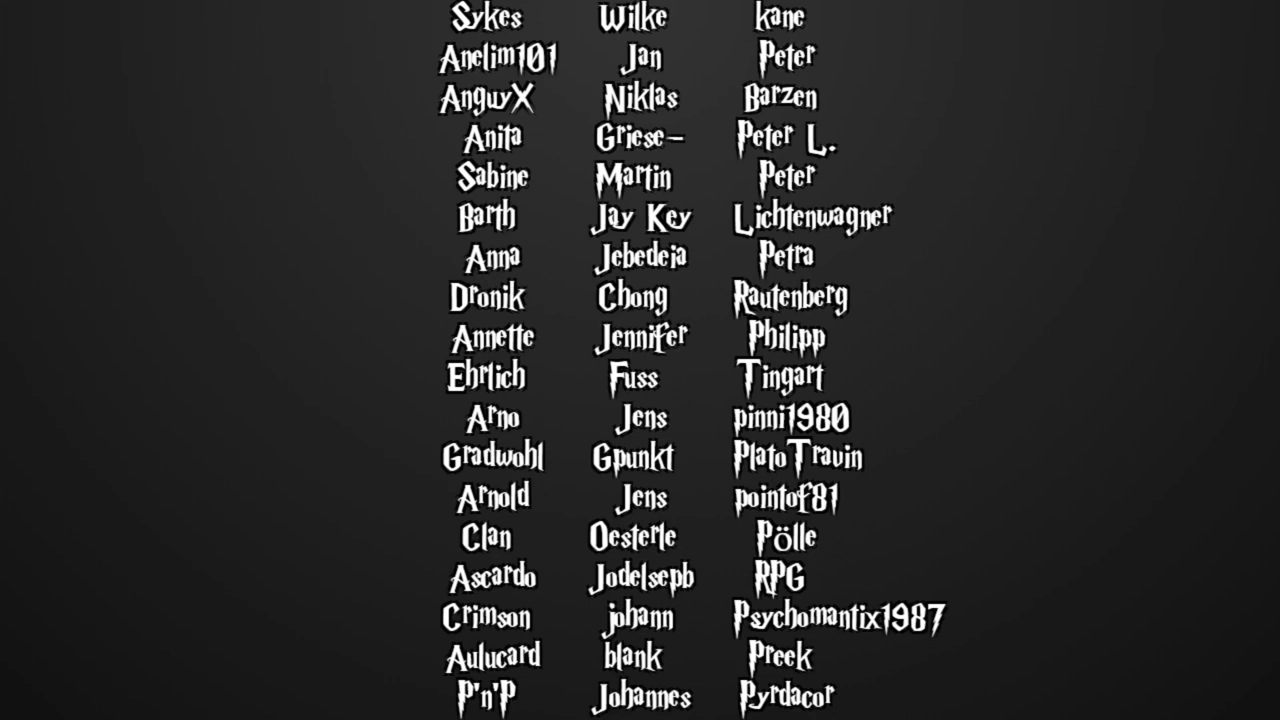 Sykes Wilke kane
Anelim101 Jan Peter
AnguyX Niklas Barzen
Anita Griese- Peter L.
Sabine Martin Peter
Barth Jay Key Lichtenwagner
Anna Jebedeia Petra
Dronik Chong Rautenberg
Annette Jennifer Philipp
Ehrlich Fuss Tingart
Arno Jens pinni1980
Gradwohl Gpunkt PlatoTravin
Arnold Jens pointof81
Clan Oesterle Pölle
Ascardo Jodelsepb RPG
Crimson johann Psychomantix1987
Aulucard blank Preek
P'n'P Johannes Pyrdacor